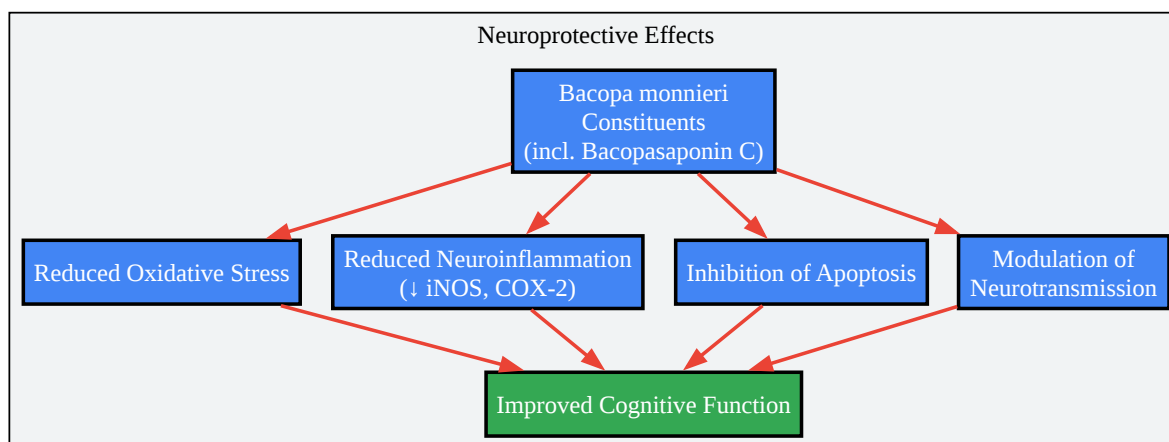 Neuroprotective Effects
Bacopa monnieri
Constituents
(incl. Bacopasaponin C)
Reduced Oxidative Stress
Reduced Neuroinflammation
(↓ iNOS, COX-2)
Inhibition of Apoptosis
Modulation of
Neurotransmission
Improved Cognitive Function